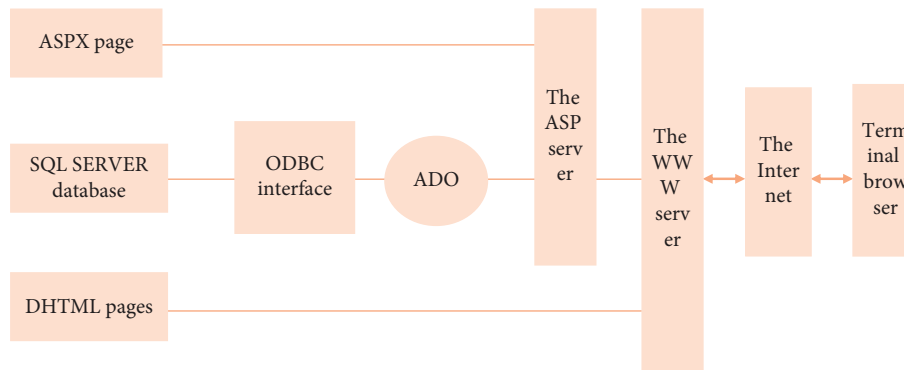 ASPX page
SQL SERVER
database
DHTML pages
ODBC
interface
ADO
The
ASP
serv
er
The
WW
W
serv
er
The
Inter
net
Term
inal
brow
ser